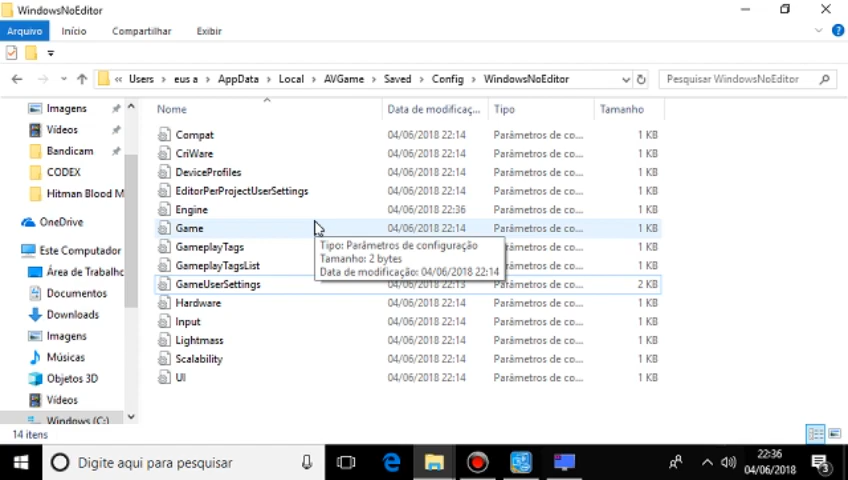 WindowsNoEditor
Arquivo Início Compartilhar Exibir
« Users › eus a › AppData › Local › AVGame › Saved › Config › WindowsNoEditor
Pesquisar WindowsNoEditor
Imagens
Vídeos
Bandicam
CODEX
Hitman Blood M
OneDrive
Este Computador
Área de Trabalho
Documentos
Downloads
Imagens
Músicas
Objetos 3D
Vídeos
Windows (C:)
Nome Data de modificaç... Tipo Tamanho
Compat 04/06/2018 22:14 Parâmetros de co... 1 KB
CriWare 04/06/2018 22:14 Parâmetros de co... 1 KB
DeviceProfiles 04/06/2018 22:14 Parâmetros de co... 1 KB
EditorPerProjectUserSettings 04/06/2018 22:14 Parâmetros de co... 1 KB
Engine 04/06/2018 22:36 Parâmetros de co... 1 KB
Game 04/06/2018 22:14 Parâmetros de co... 1 KB
GameplayTags 1 KB
GameplayTagsList 1 KB
GameUserSettings 04/06/2018 22:13 Parâmetros de co... 2 KB
Hardware 04/06/2018 22:14 Parâmetros de co... 1 KB
Input 04/06/2018 22:14 Parâmetros de co... 1 KB
Lightmass 04/06/2018 22:14 Parâmetros de co... 1 KB
Scalability 04/06/2018 22:14 Parâmetros de co... 1 KB
UI 04/06/2018 22:14 Parâmetros de co... 1 KB
Tipo: Parâmetros de configuração
Tamanho: 2 bytes
Data de modificação: 04/06/2018 22:14
14 itens
Digite aqui para pesquisar
22:36
04/06/2018
3